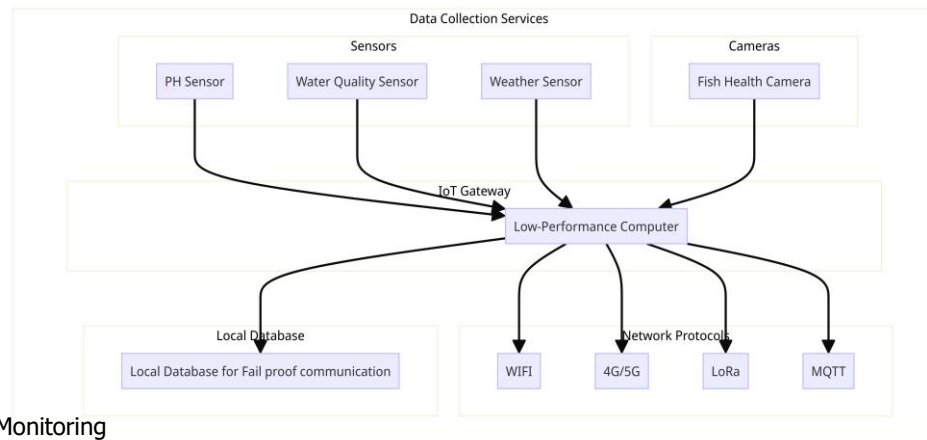 Data Collection Services
Sensors
Cameras
PH Sensor
Water Quality Sensor
Weather Sensor
Fish Health Camera
IoT Gateway
Low-Performance Computer
Local Database
Network Protocols
Local Database for Fail proof communication
WIFI
4G/5G
LoRa
MQTT
Monitoring